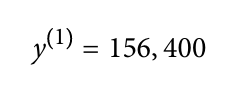 y⁽¹⁾ = 156, 400